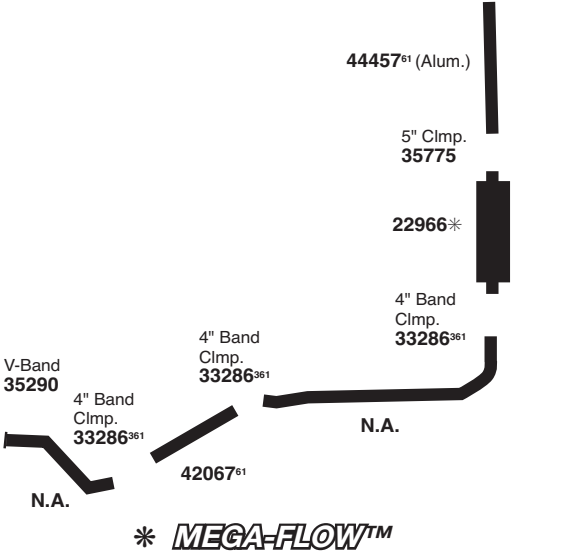 44457⁶¹ (Alum.)
5" Clmp.
35775
22966✳
4" Band
Clmp.
33286³⁶¹
4" Band
Clmp.
33286³⁶¹
V-Band
35290
4" Band
Clmp.
33286³⁶¹
N.A.
42067⁶¹
N.A.
✳ MEGA-FLOW™